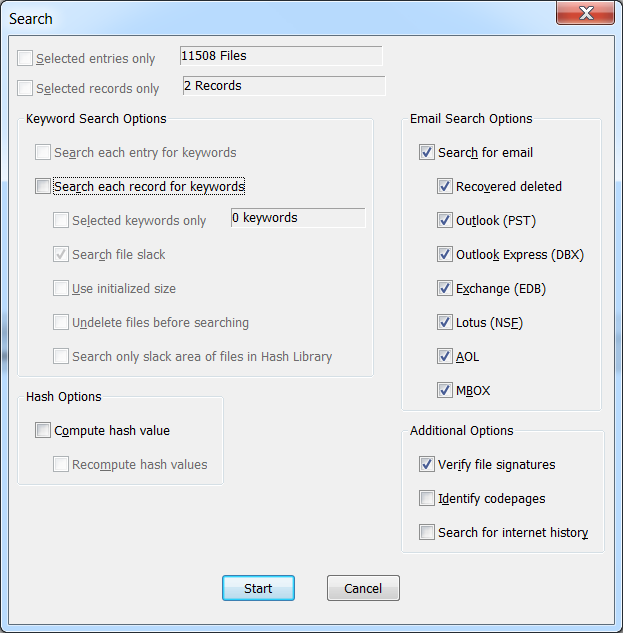 Search
Selected entries only
11508 Files
Selected records only
2 Records
Keyword Search Options
Search each entry for keywords
Search each record for keywords
Selected keywords only
0 keywords
Search file slack
Use initialized size
Undelete files before searching
Search only slack area of files in Hash Library
Hash Options
Compute hash value
Recompute hash values
Email Search Options
Search for email
Recovered deleted
Outlook (PST)
Outlook Express (DBX)
Exchange (EDB)
Lotus (NSF)
AOL
MBOX
Additional Options
Verify file signatures
Identify codepages
Search for internet history
Start
Cancel